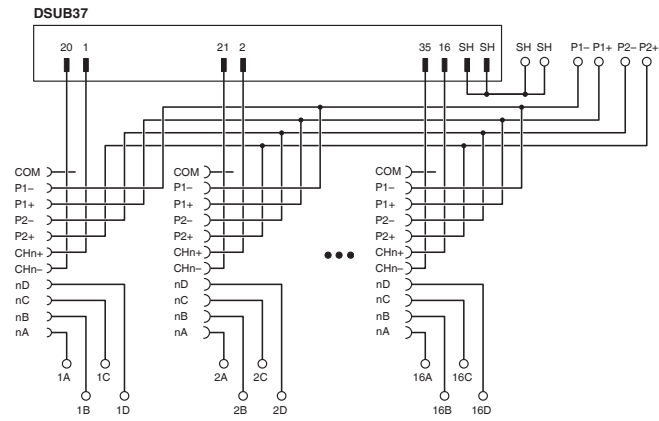 DSUB37
20 1 21 2 35 16 SH SH SH SH P1– P1+ P2– P2+
COM COM COM
P1– P1– P1–
P1+ P1+ P1+
P2– P2– P2–
P2+ P2+ P2+
CHn+ CHn+ CHn+
CHn– CHn– CHn–
nD nD nD
nC nC nC
nB nB nB
nA nA nA
1A 1C 2A 2C 16A 16C
1B 1D 2B 2D 16B 16D